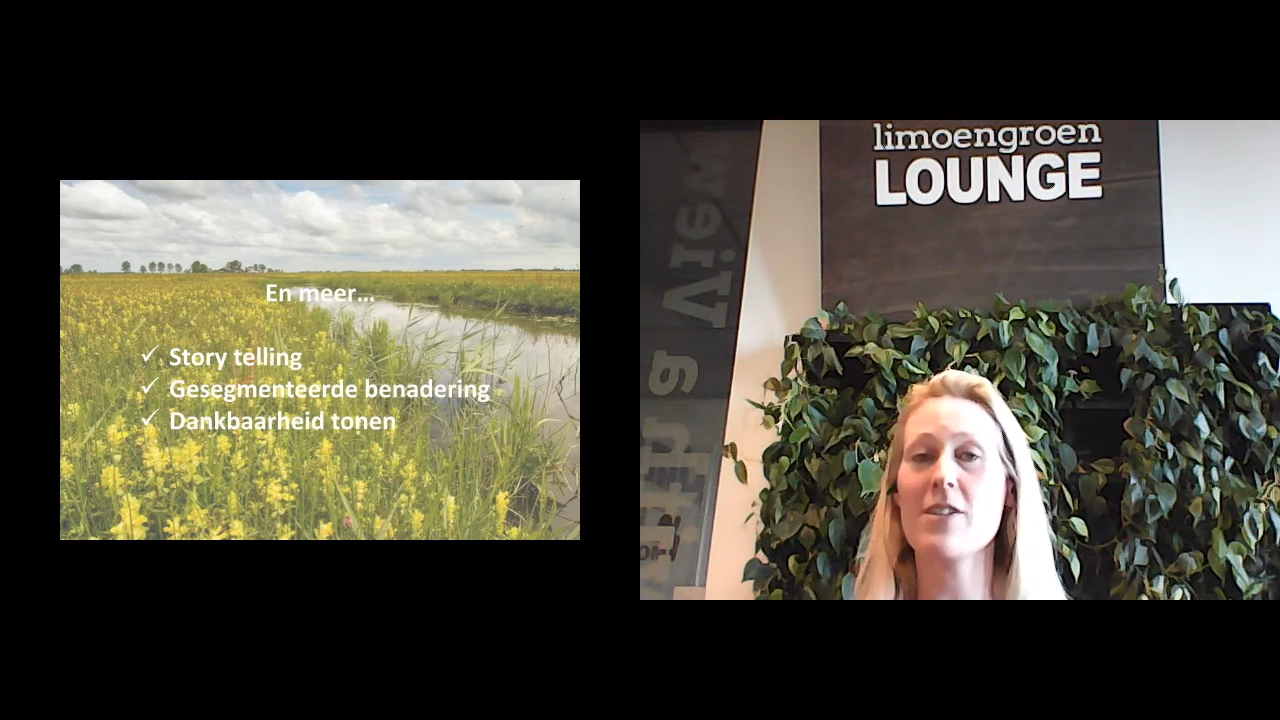 En meer...
✓ Story telling
✓ Gesegmenteerde benadering
✓ Dankbaarheid tonen
limoengroen
LOUNGE